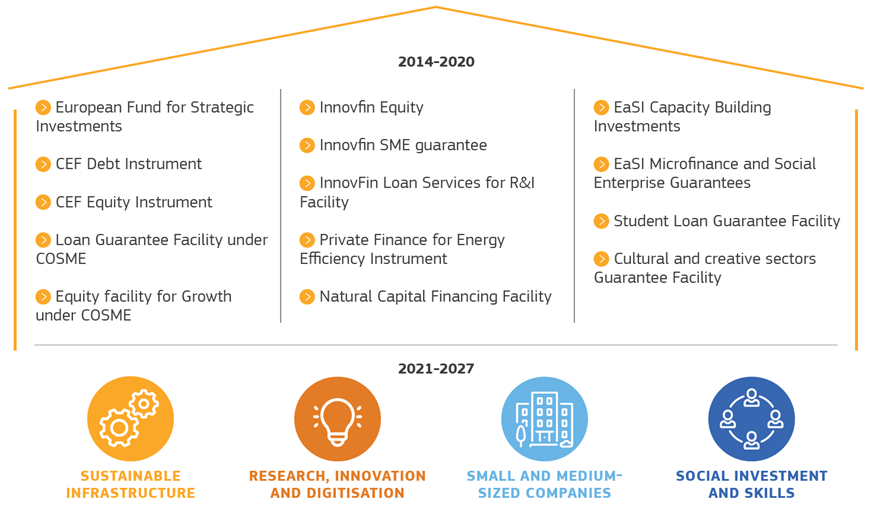 2014-2020
European Fund for Strategic
Investments
CEF Debt Instrument
CEF Equity Instrument
Loan Guarantee Facility under
COSME
Equity facility for Growth
under COSME
Innovfin Equity
Innovfin SME guarantee
InnovFin Loan Services for R&I
Facility
Private Finance for Energy
Efficiency Instrument
Natural Capital Financing Facility
EaSI Capacity Building
Investments
EaSI Microfinance and Social
Enterprise Guarantees
Student Loan Guarantee Facility
Cultural and creative sectors
Guarantee Facility
2021-2027
SUSTAINABLE
INFRASTRUCTURE
RESEARCH, INNOVATION
AND DIGITISATION
SMALL AND MEDIUM-
SIZED COMPANIES
SOCIAL INVESTMENT
AND SKILLS